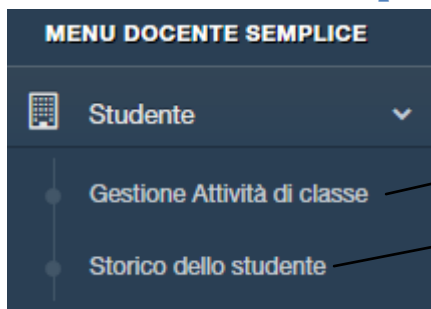 MENU DOCENTE SEMPLICE
Studente
Gestione Attività di classe
Storico dello studente